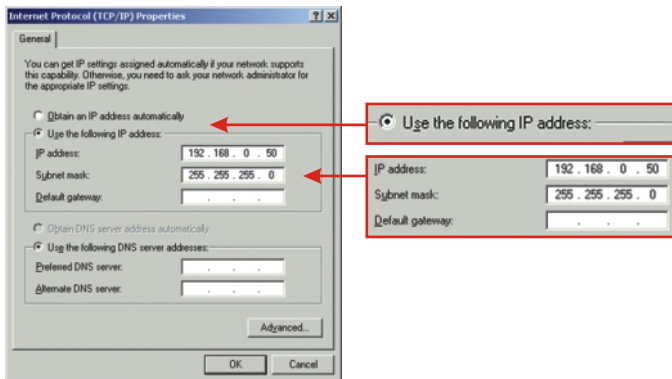 Internet Protocol (TCP/IP) Properties
General
You can get IP settings assigned automatically if your network supports
this capability. Otherwise, you need to ask your network administrator for
the appropriate IP settings.
Obtain an IP address automatically
Use the following IP address:
IP address: 192 . 168 . 0 . 50
Subnet mask: 255 . 255 . 255 . 0
Default gateway: . . .
Obtain DNS server address automatically
Use the following DNS server addresses:
Preferred DNS server: . . .
Alternate DNS server: . . .
Advanced...
OK Cancel
Use the following IP address:
IP address: 192 . 168 . 0 . 50
Subnet mask: 255 . 255 . 255 . 0
Default gateway: . . .